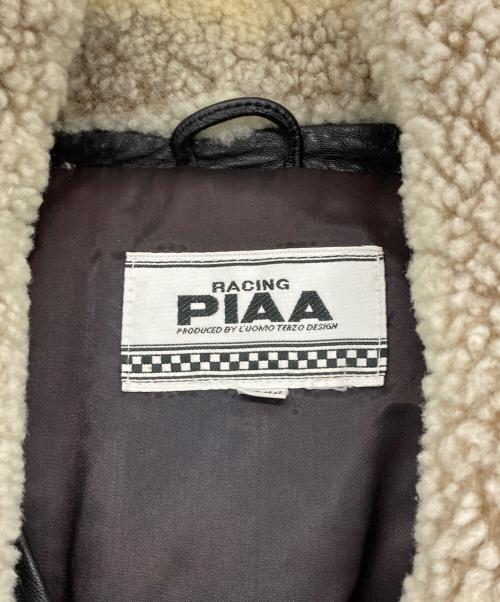 RACING
PIAA
PRODUCED BY L'UOMO TERZO DESIGN